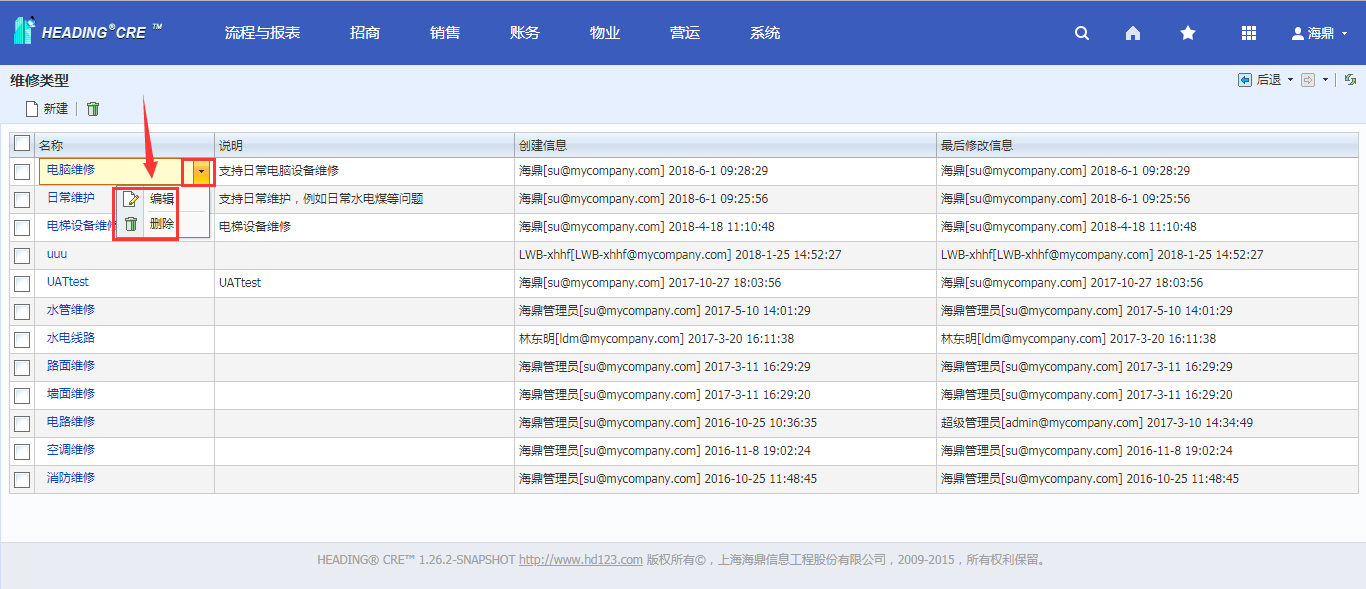 HEADING®CRE™ 流程与报表 招商 销售 账务 物业 营运 系统 海鼎
维修类型 后退
新建
名称 说明 创建信息 最后修改信息
电脑维修 支持日常电脑设备维修 海鼎[su@mycompany.com] 2018-6-1 09:28:29 海鼎[su@mycompany.com] 2018-6-1 09:28:29
日常维护 编辑 支持日常维护，例如日常水电煤等问题 海鼎[su@mycompany.com] 2018-6-1 09:25:56 海鼎[su@mycompany.com] 2018-6-1 09:25:56
电梯设备维修 删除 电梯设备维修 海鼎[su@mycompany.com] 2018-4-18 11:10:48 海鼎[su@mycompany.com] 2018-4-18 11:10:48
uuu LWB-xhhf[LWB-xhhf@mycompany.com] 2018-1-25 14:52:27 LWB-xhhf[LWB-xhhf@mycompany.com] 2018-1-25 14:52:27
UATtest UATtest 海鼎[su@mycompany.com] 2017-10-27 18:03:56 海鼎[su@mycompany.com] 2017-10-27 18:03:56
水管维修 海鼎管理员[su@mycompany.com] 2017-5-10 14:01:29 海鼎管理员[su@mycompany.com] 2017-5-10 14:01:29
水电线路 林东明[ldm@mycompany.com] 2017-3-20 16:11:38 林东明[ldm@mycompany.com] 2017-3-20 16:11:38
路面维修 海鼎管理员[su@mycompany.com] 2017-3-11 16:29:29 海鼎管理员[su@mycompany.com] 2017-3-11 16:29:29
墙面维修 海鼎管理员[su@mycompany.com] 2017-3-11 16:29:20 海鼎管理员[su@mycompany.com] 2017-3-11 16:29:20
电路维修 海鼎管理员[su@mycompany.com] 2016-10-25 10:36:35 超级管理员[admin@mycompany.com] 2017-3-10 14:34:49
空调维修 海鼎管理员[su@mycompany.com] 2016-11-8 19:02:24 海鼎管理员[su@mycompany.com] 2016-11-8 19:02:24
消防维修 海鼎管理员[su@mycompany.com] 2016-10-25 11:48:45 海鼎管理员[su@mycompany.com] 2016-10-25 11:48:45
HEADING® CRE™ 1.26.2-SNAPSHOT http://www.hd123.com 版权所有©，上海海鼎信息工程股份有限公司，2009-2015，所有权利保留。